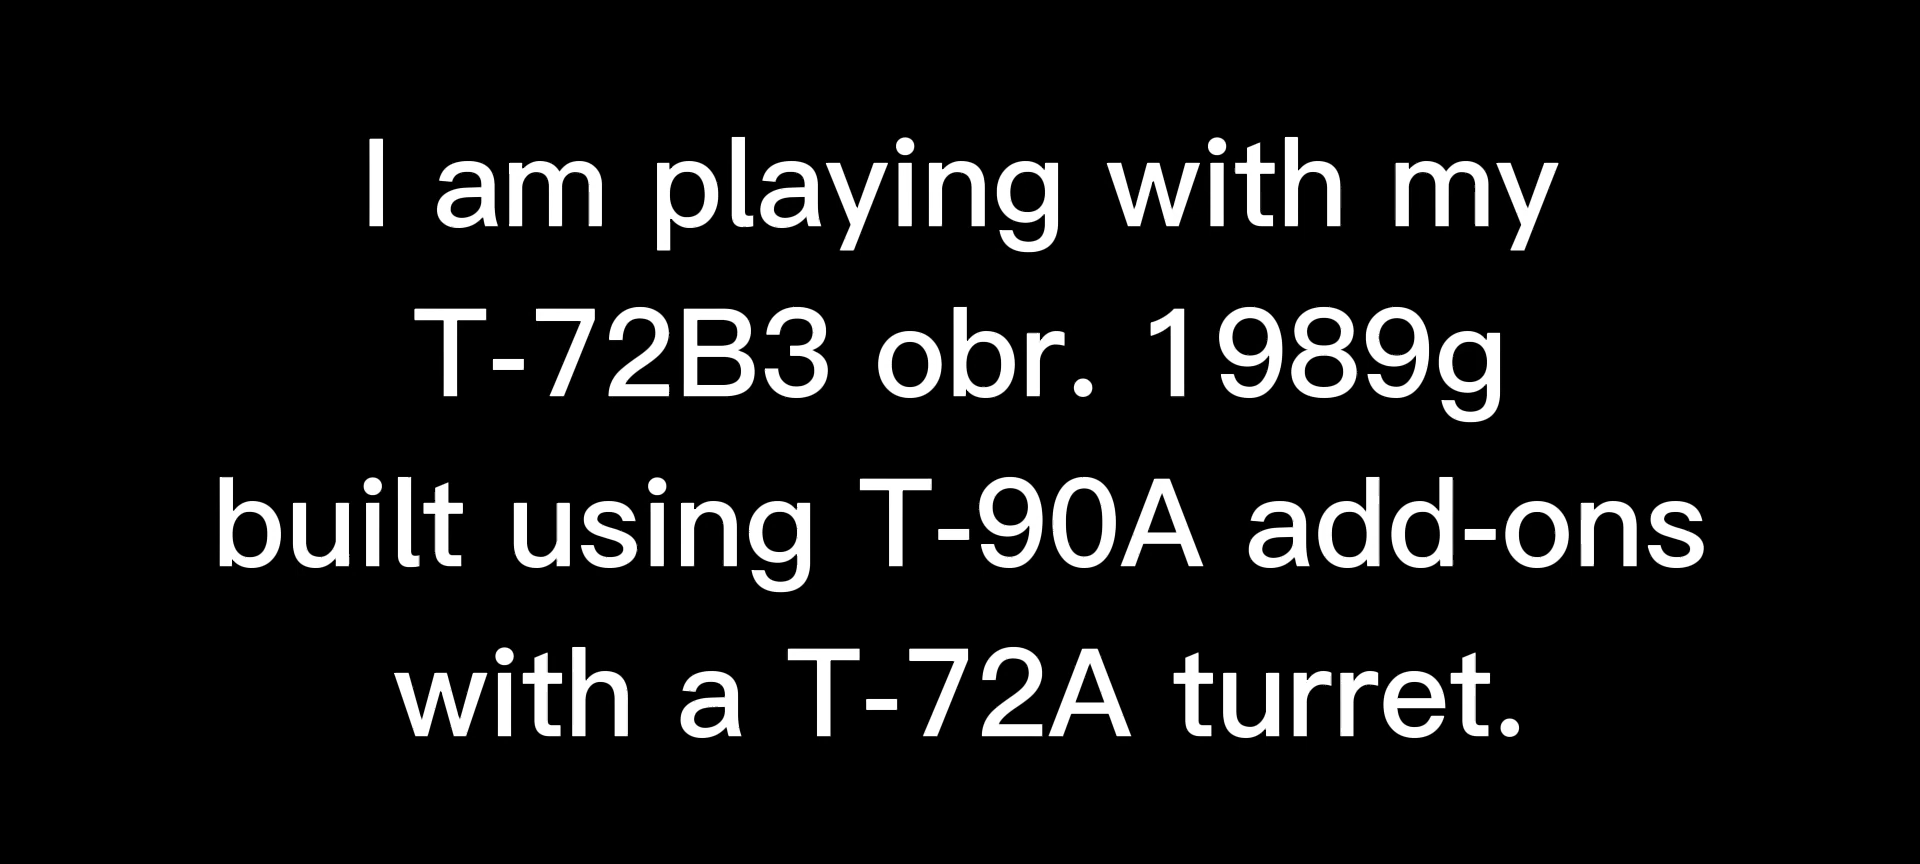 I am playing with my
T-72B3 obr. 1989g
built using T-90A add-ons
with a T-72A turret.